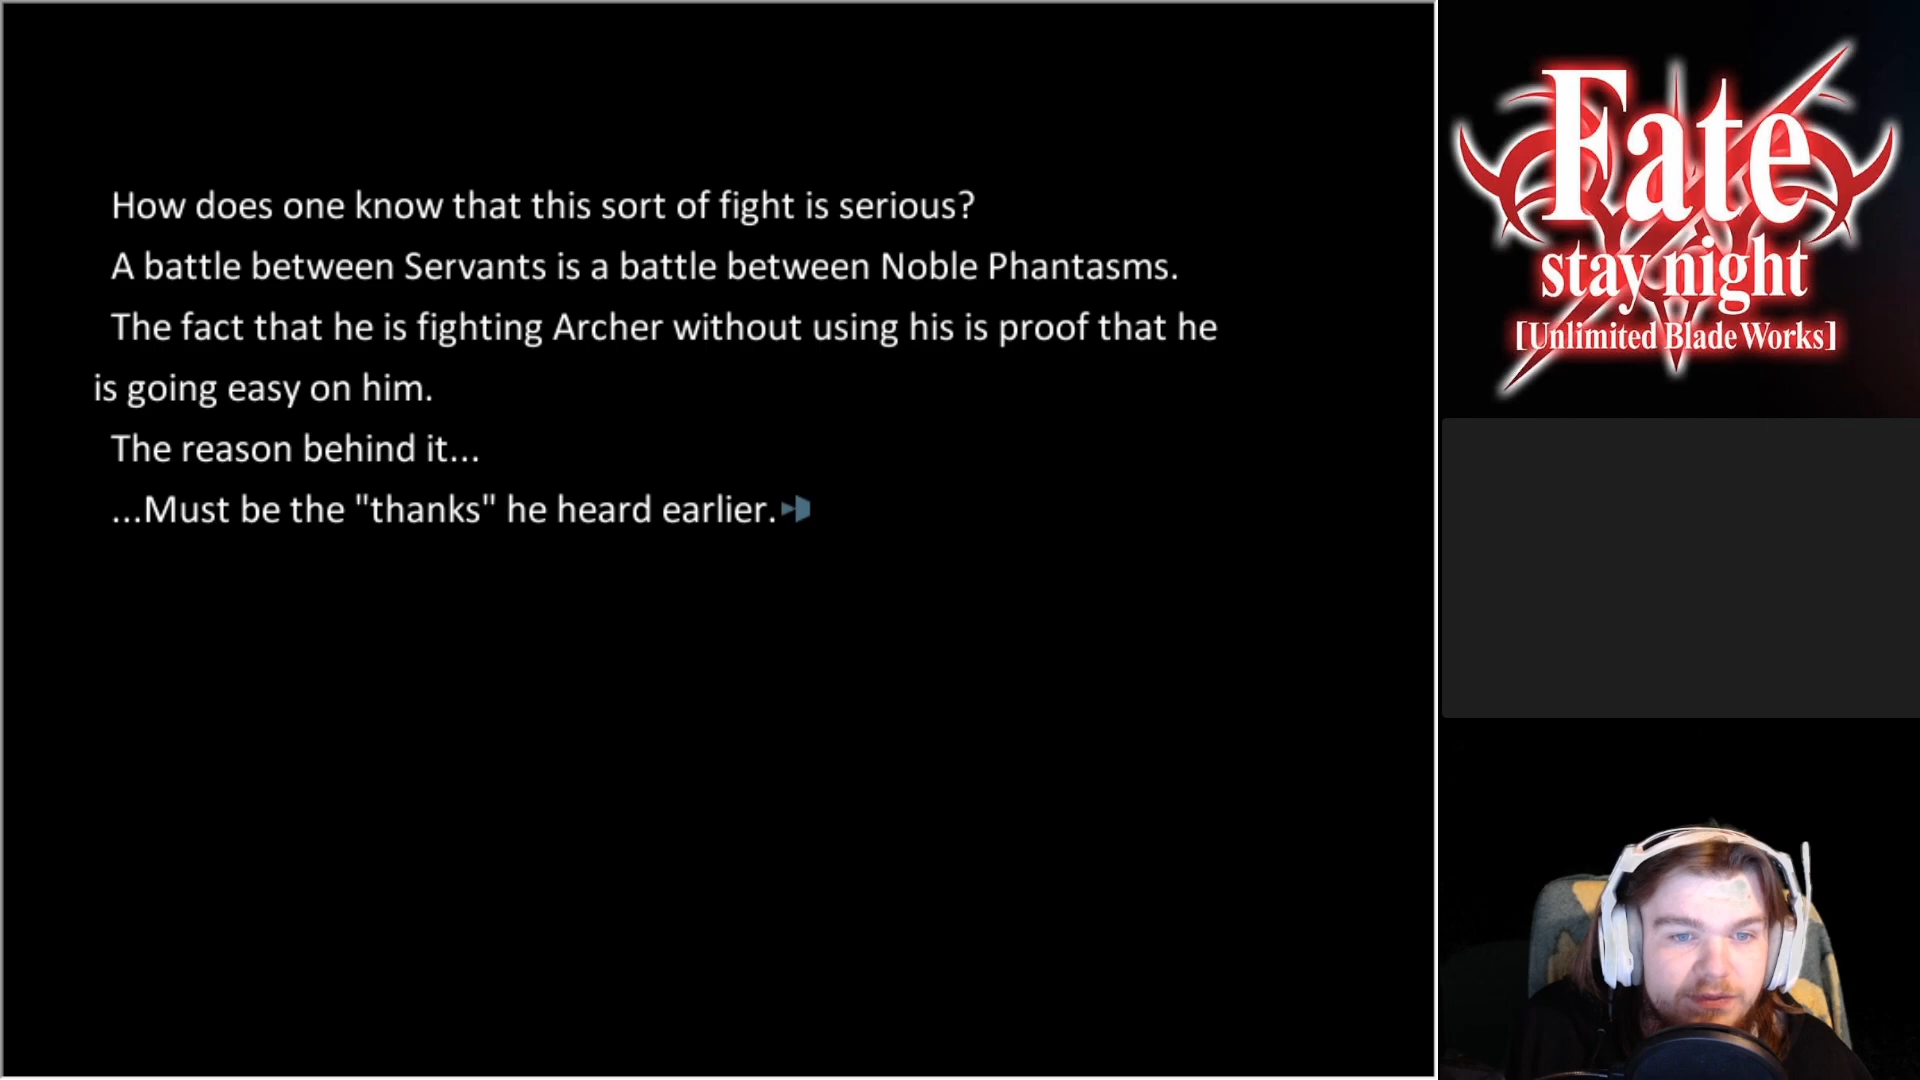 How does one know that this sort of fight is serious?
A battle between Servants is a battle between Noble Phantasms.
The fact that he is fighting Archer without using his is proof that he
is going easy on him.
The reason behind it...
...Must be the "thanks" he heard earlier.
Fate
stay night
[Unlimited Blade Works]